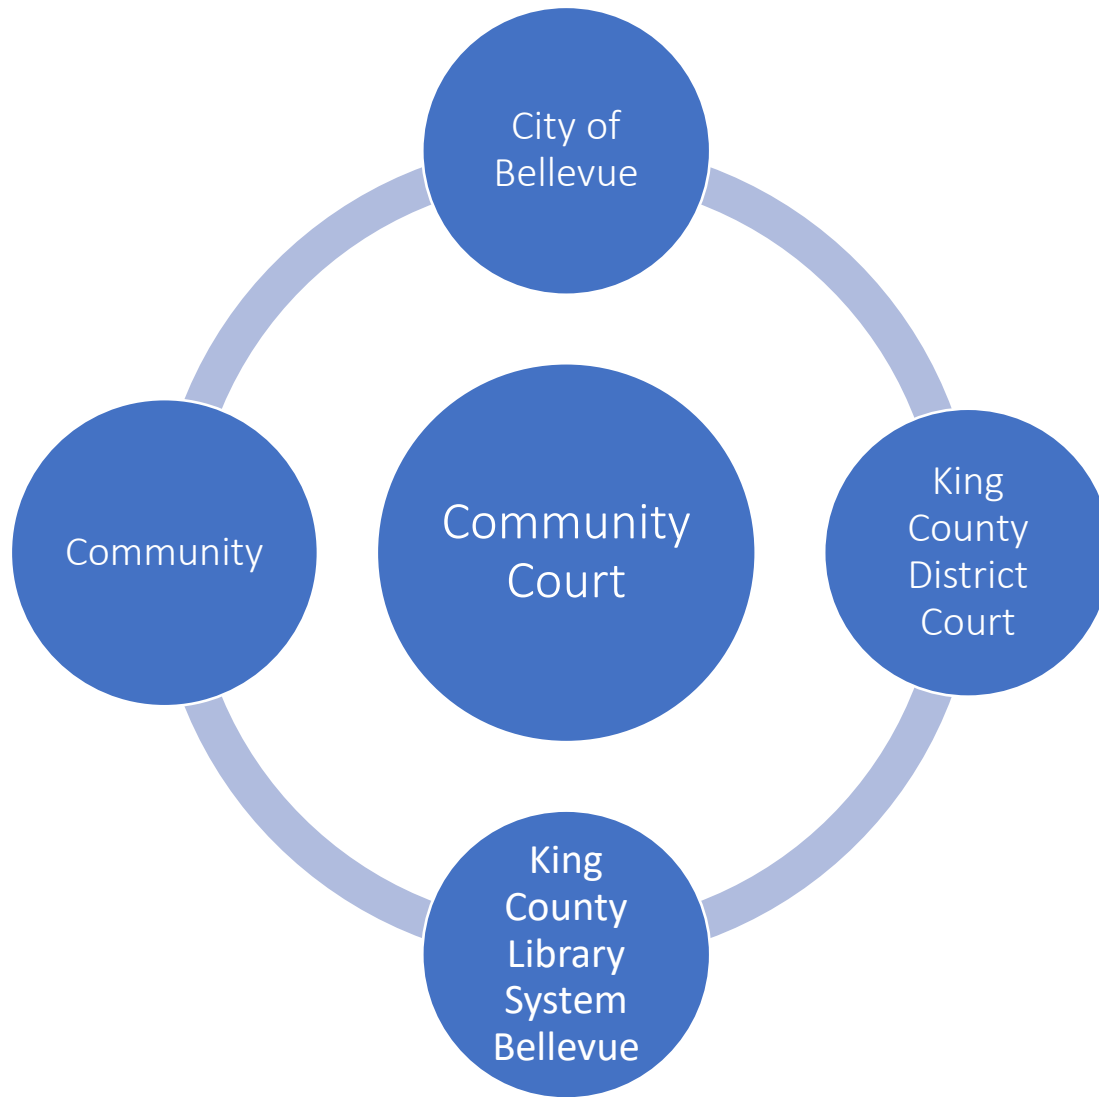 City of
Bellevue
Community
Community
Court
King
County
District
Court
King
County
Library
System
Bellevue